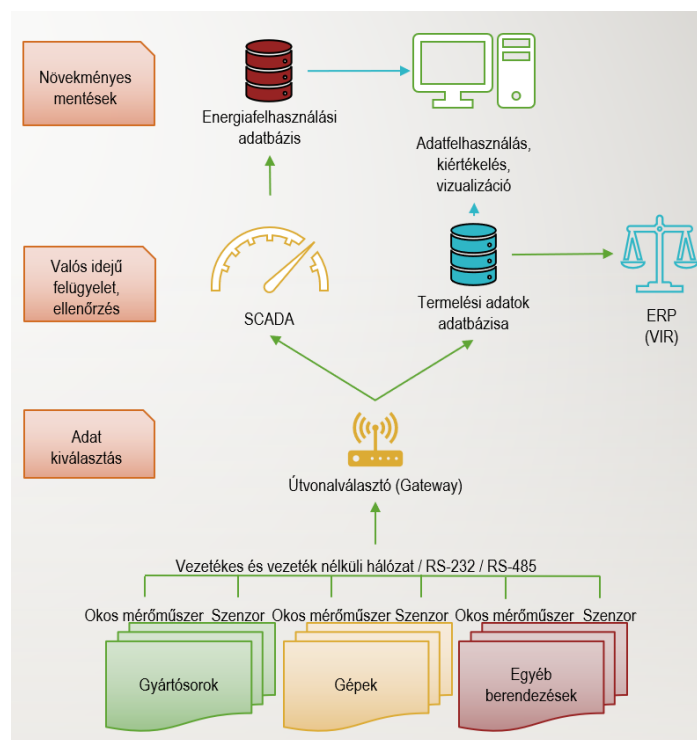 Növekményes
mentések
Energiafelhasználási
adatbázis
Adatfelhasználás,
kiértékelés,
vizualizáció
Valós idejű
felügyelet,
ellenőrzés
SCADA
Termelési adatok
adatbázisa
ERP
(VIR)
Adat
kiválasztás
Útvonalválasztó (Gateway)
Vezetékes és vezeték nélküli hálózat / RS-232 / RS-485
Okos mérőműszer Szenzor Okos mérőműszer Szenzor Okos mérőműszer Szenzor
Gyártósorok
Gépek
Egyéb
berendezések